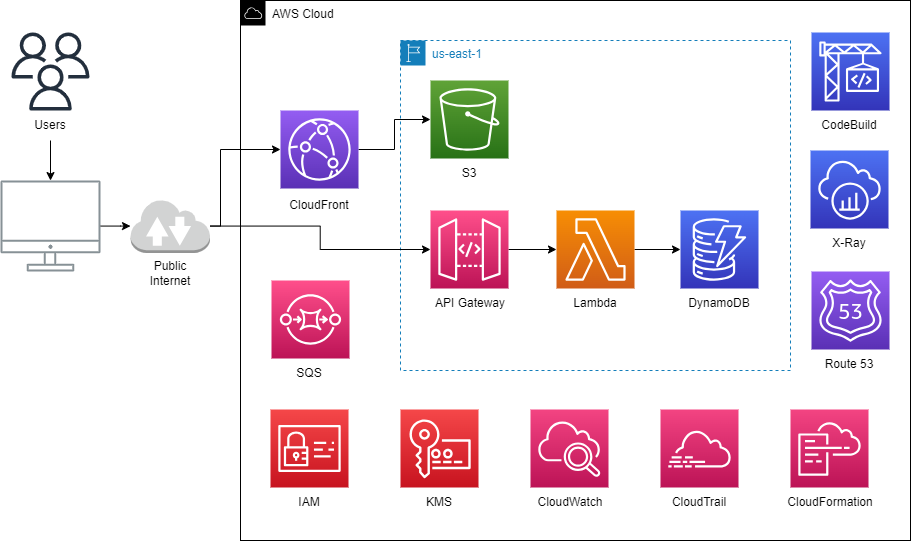 AWS Cloud
us-east-1
Users
CodeBuild
S3
CloudFront
X-Ray
Public
Internet
API Gateway
Lambda
DynamoDB
53
Route 53
SQS
IAM
KMS
CloudWatch
CloudTrail
CloudFormation